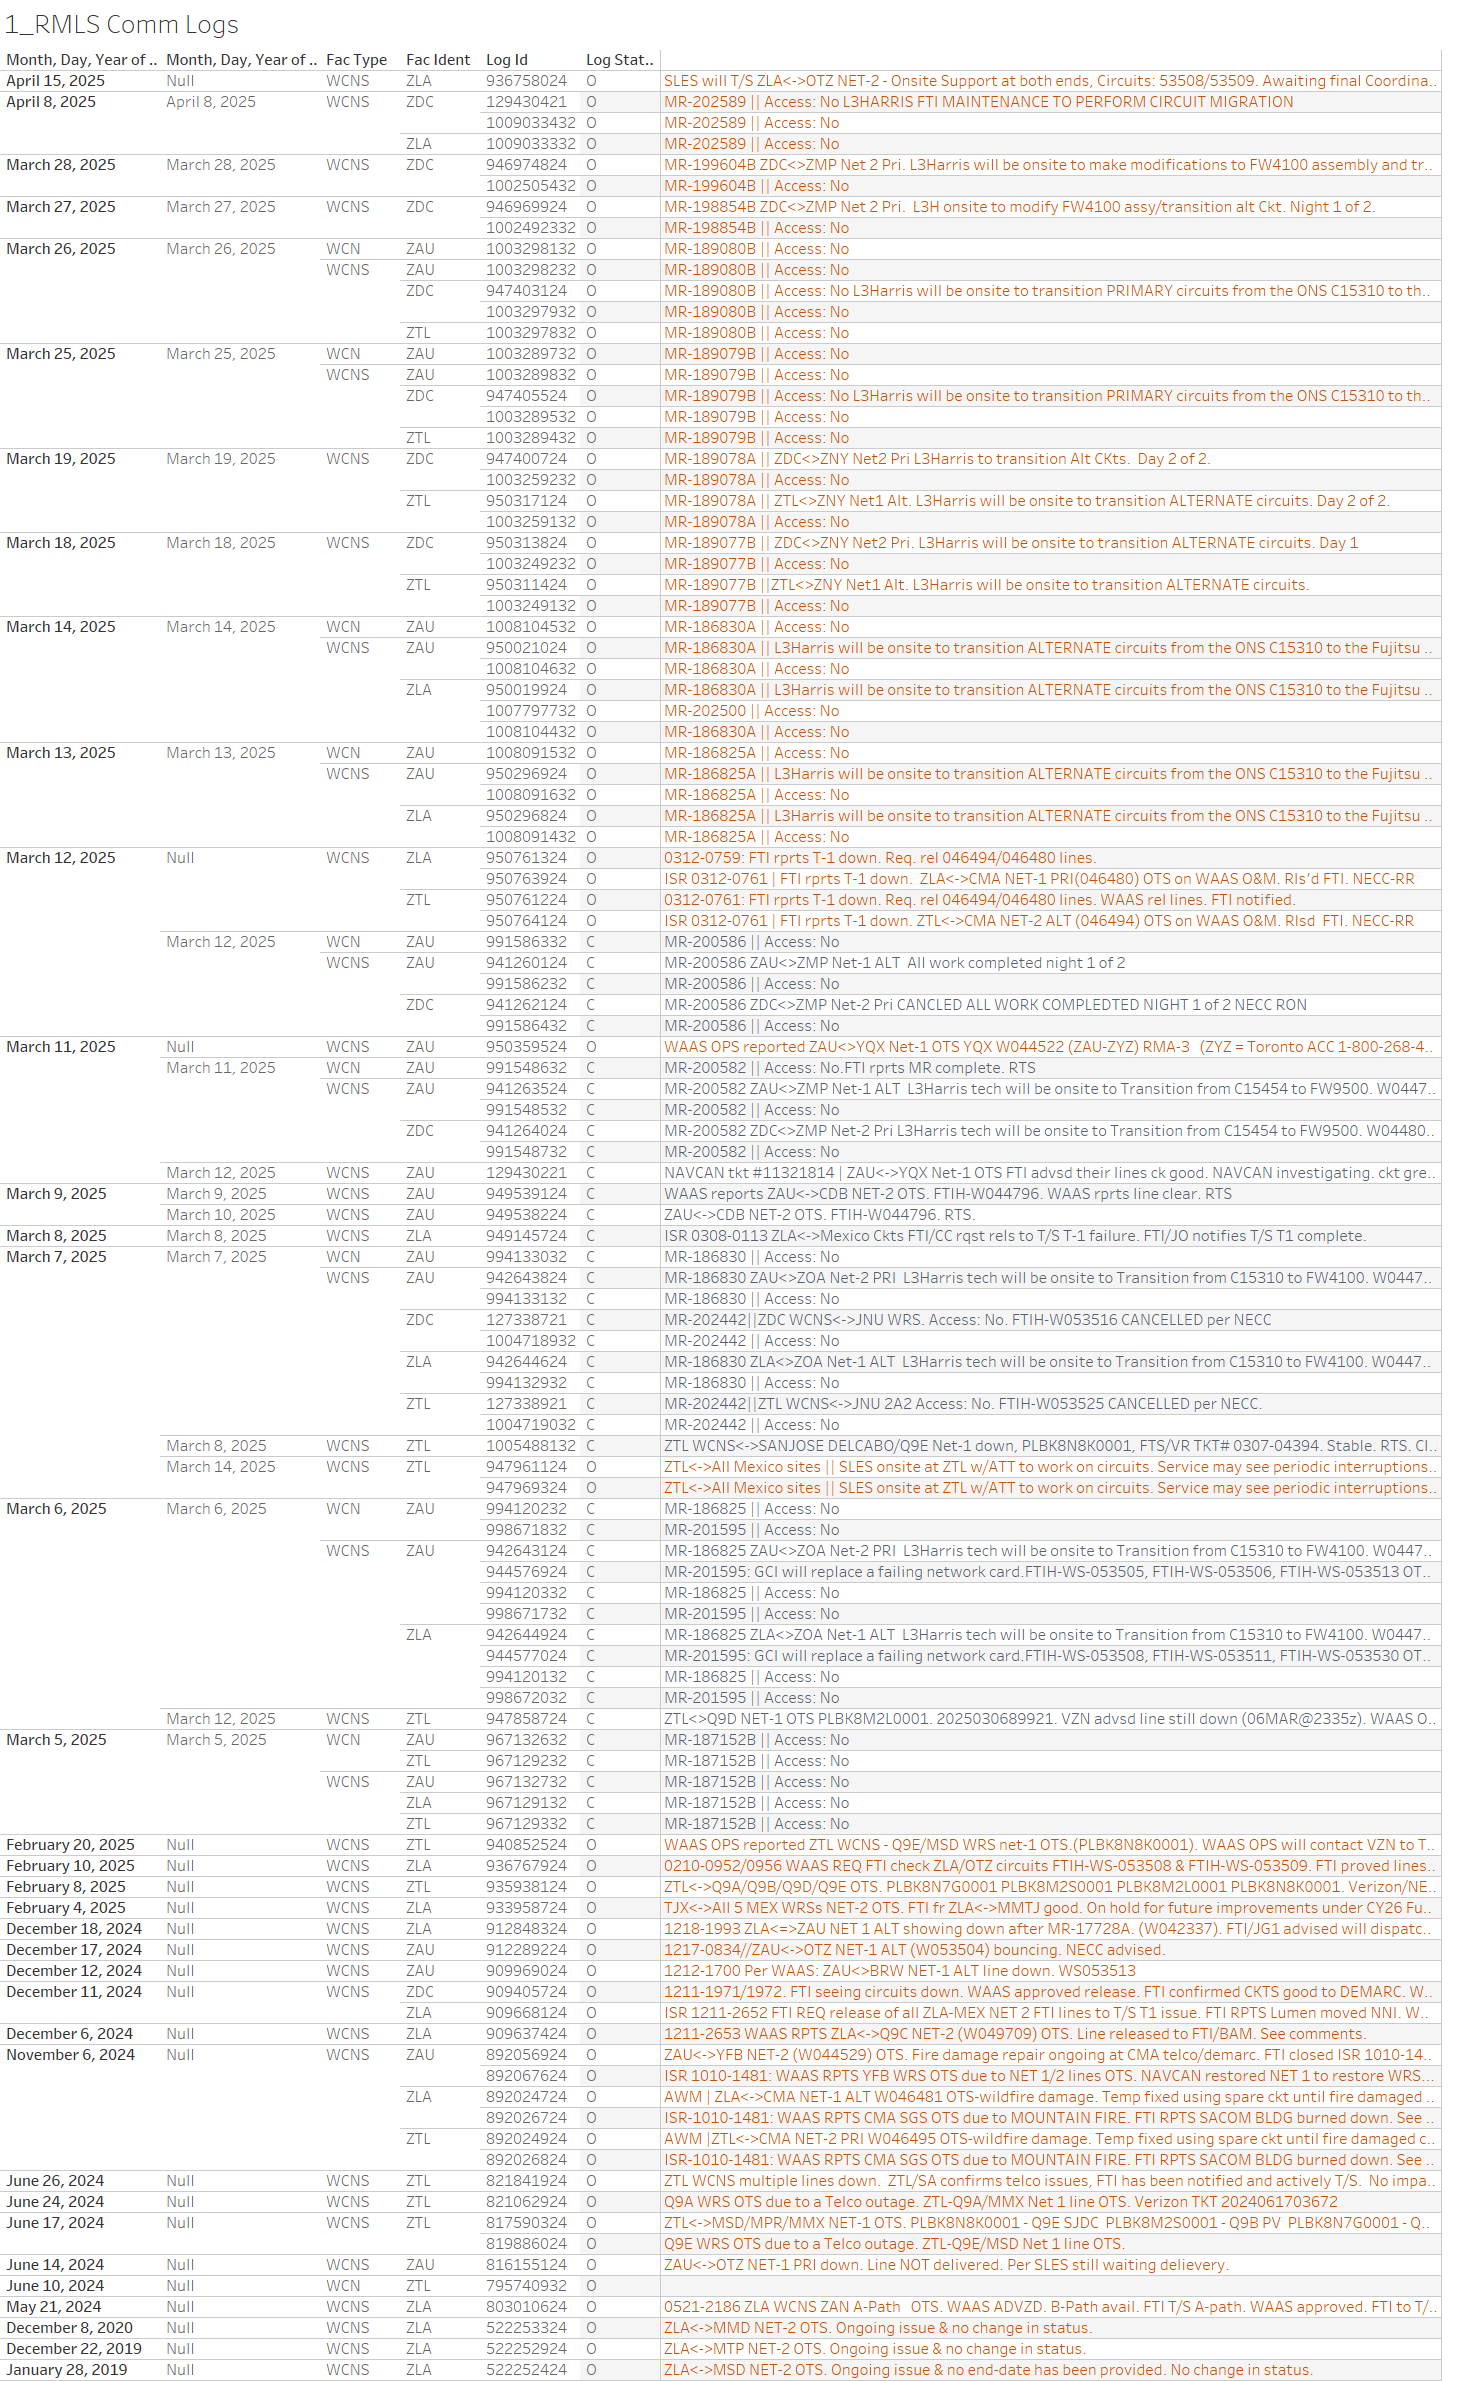 1_RMLS Comm Logs
Month, Day, Year of .. Month, Day, Year of .. Fac Type Fac Ident Log Id Log Stat..
April 15, 2025 Null WCNS ZLA 936758024 O SLES will T/S ZLA<->OTZ NET-2 - Onsite Support at both ends, Circuits: 53508/53509. Awaiting final Coordina..
April 8, 2025 April 8, 2025 WCNS ZDC 129430421 O MR-202589 || Access: No L3HARRIS FTI MAINTENANCE TO PERFORM CIRCUIT MIGRATION
1009033432 O MR-202589 || Access: No
ZLA 1009033332 O MR-202589 || Access: No
March 28, 2025 March 28, 2025 WCNS ZDC 946974824 O MR-199604B ZDC<>ZMP Net 2 Pri. L3Harris will be onsite to make modifications to FW4100 assembly and tr..
1002505432 O MR-199604B || Access: No
March 27, 2025 March 27, 2025 WCNS ZDC 946969924 O MR-198854B ZDC<>ZMP Net 2 Pri. L3H onsite to modify FW4100 assy/transition alt Ckt. Night 1 of 2.
1002492332 O MR-198854B || Access: No
March 26, 2025 March 26, 2025 WCN ZAU 1003298132 O MR-189080B || Access: No
WCNS ZAU 1003298232 O MR-189080B || Access: No
ZDC 947403124 O MR-189080B || Access: No L3Harris will be onsite to transition PRIMARY circuits from the ONS C15310 to th..
1003297932 O MR-189080B || Access: No
ZTL 1003297832 O MR-189080B || Access: No
March 25, 2025 March 25, 2025 WCN ZAU 1003289732 O MR-189079B || Access: No
WCNS ZAU 1003289832 O MR-189079B || Access: No
ZDC 947405524 O MR-189079B || Access: No L3Harris will be onsite to transition PRIMARY circuits from the ONS C15310 to th..
1003289532 O MR-189079B || Access: No
ZTL 1003289432 O MR-189079B || Access: No
March 19, 2025 March 19, 2025 WCNS ZDC 947400724 O MR-189078A || ZDC<>ZNY Net2 Pri L3Harris to transition Alt CKts. Day 2 of 2.
1003259232 O MR-189078A || Access: No
ZTL 950317124 O MR-189078A || ZTL<>ZNY Net1 Alt. L3Harris will be onsite to transition ALTERNATE circuits. Day 2 of 2.
1003259132 O MR-189078A || Access: No
March 18, 2025 March 18, 2025 WCNS ZDC 950313824 O MR-189077B || ZDC<>ZNY Net2 Pri. L3Harris will be onsite to transition ALTERNATE circuits. Day 1
1003249232 O MR-189077B || Access: No
ZTL 950311424 O MR-189077B ||ZTL<>ZNY Net1 Alt. L3Harris will be onsite to transition ALTERNATE circuits.
1003249132 O MR-189077B || Access: No
March 14, 2025 March 14, 2025 WCN ZAU 1008104532 O MR-186830A || Access: No
WCNS ZAU 950021024 O MR-186830A || L3Harris will be onsite to transition ALTERNATE circuits from the ONS C15310 to the Fujitsu ..
1008104632 O MR-186830A || Access: No
ZLA 950019924 O MR-186830A || L3Harris will be onsite to transition ALTERNATE circuits from the ONS C15310 to the Fujitsu ..
1007797732 O MR-202500 || Access: No
1008104432 O MR-186830A || Access: No
March 13, 2025 March 13, 2025 WCN ZAU 1008091532 O MR-186825A || Access: No
WCNS ZAU 950296924 O MR-186825A || L3Harris will be onsite to transition ALTERNATE circuits from the ONS C15310 to the Fujitsu ..
1008091632 O MR-186825A || Access: No
ZLA 950296824 O MR-186825A || L3Harris will be onsite to transition ALTERNATE circuits from the ONS C15310 to the Fujitsu ..
1008091432 O MR-186825A || Access: No
March 12, 2025 Null WCNS ZLA 950761324 O 0312-0759: FTI rprts T-1 down. Req. rel 046494/046480 lines.
950763924 O ISR 0312-0761 | FTI rprts T-1 down. ZLA<->CMA NET-1 PRI(046480) OTS on WAAS O&M. Rls'd FTI. NECC-RR
ZTL 950761224 O 0312-0761: FTI rprts T-1 down. Req. rel 046494/046480 lines. WAAS rel lines. FTI notified.
950764124 O ISR 0312-0761 | FTI rprts T-1 down. ZTL<->CMA NET-2 ALT (046494) OTS on WAAS O&M. Rlsd FTI. NECC-RR
March 12, 2025 WCN ZAU 991586332 C MR-200586 || Access: No
WCNS ZAU 941260124 C MR-200586 ZAU<>ZMP Net-1 ALT All work completed night 1 of 2
991586232 C MR-200586 || Access: No
ZDC 941262124 C MR-200586 ZDC<>ZMP Net-2 Pri CANCLED ALL WORK COMPLEDTED NIGHT 1 of 2 NECC RON
991586432 C MR-200586 || Access: No
March 11, 2025 Null WCNS ZAU 950359524 O WAAS OPS reported ZAU<>YQX Net-1 OTS YQX W044522 (ZAU-ZYZ) RMA-3 (ZYZ = Toronto ACC 1-800-268-4..
March 11, 2025 WCN ZAU 991548632 C MR-200582 || Access: No.FTI rprts MR complete. RTS
WCNS ZAU 941263524 C MR-200582 ZAU<>ZMP Net-1 ALT L3Harris tech will be onsite to Transition from C15454 to FW9500. W0447..
991548532 C MR-200582 || Access: No
ZDC 941264024 C MR-200582 ZDC<>ZMP Net-2 Pri L3Harris tech will be onsite to Transition from C15454 to FW9500. W04480..
991548732 C MR-200582 || Access: No
March 12, 2025 WCNS ZAU 129430221 C NAVCAN tkt #11321814 | ZAU<->YQX Net-1 OTS FTI advsd their lines ck good. NAVCAN investigating. ckt gre..
March 9, 2025 March 9, 2025 WCNS ZAU 949539124 C WAAS reports ZAU<->CDB NET-2 OTS. FTIH-W044796. WAAS rprts line clear. RTS
March 10, 2025 WCNS ZAU 949538224 C ZAU<->CDB NET-2 OTS. FTIH-W044796. RTS.
March 8, 2025 March 8, 2025 WCNS ZLA 949145724 C ISR 0308-0113 ZLA<->Mexico Ckts FTI/CC rqst rels to T/S T-1 failure. FTI/JO notifies T/S T1 complete.
March 7, 2025 March 7, 2025 WCN ZAU 994133032 C MR-186830 || Access: No
WCNS ZAU 942643824 C MR-186830 ZAU<>ZOA Net-2 PRI L3Harris tech will be onsite to Transition from C15310 to FW4100. W0447..
994133132 C MR-186830 || Access: No
ZDC 127338721 C MR-202442||ZDC WCNS<->JNU WRS. Access: No. FTIH-W053516 CANCELLED per NECC
1004718932 C MR-202442 || Access: No
ZLA 942644624 C MR-186830 ZLA<>ZOA Net-1 ALT L3Harris tech will be onsite to Transition from C15310 to FW4100. W0447..
994132932 C MR-186830 || Access: No
ZTL 127338921 C MR-202442||ZTL WCNS<->JNU 2A2 Access: No. FTIH-W053525 CANCELLED per NECC.
1004719032 C MR-202442 || Access: No
March 8, 2025 WCNS ZTL 1005488132 C ZTL WCNS<->SANJOSE DELCABO/Q9E Net-1 down, PLBK8N8K0001, FTS/VR TKT# 0307-04394. Stable. RTS. Cl..
March 14, 2025 WCNS ZTL 947961124 O ZTL<->All Mexico sites || SLES onsite at ZTL w/ATT to work on circuits. Service may see periodic interruptions..
947969324 O ZTL<->All Mexico sites || SLES onsite at ZTL w/ATT to work on circuits. Service may see periodic interruptions..
March 6, 2025 March 6, 2025 WCN ZAU 994120232 C MR-186825 || Access: No
998671832 C MR-201595 || Access: No
WCNS ZAU 942643124 C MR-186825 ZAU<>ZOA Net-2 PRI L3Harris tech will be onsite to Transition from C15310 to FW4100. W0447..
944576924 C MR-201595: GCI will replace a failing network card.FTIH-WS-053505, FTIH-WS-053506, FTIH-WS-053513 OT..
994120332 C MR-186825 || Access: No
998671732 C MR-201595 || Access: No
ZLA 942644924 C MR-186825 ZLA<>ZOA Net-1 ALT L3Harris tech will be onsite to Transition from C15310 to FW4100. W0447..
944577024 C MR-201595: GCI will replace a failing network card.FTIH-WS-053508, FTIH-WS-053511, FTIH-WS-053530 OT..
994120132 C MR-186825 || Access: No
998672032 C MR-201595 || Access: No
March 12, 2025 WCNS ZTL 947858724 C ZTL<>Q9D NET-1 OTS PLBK8M2L0001. 2025030689921. VZN advsd line still down (06MAR@2335z). WAAS O..
March 5, 2025 March 5, 2025 WCN ZAU 967132632 C MR-187152B || Access: No
ZTL 967129232 C MR-187152B || Access: No
WCNS ZAU 967132732 C MR-187152B || Access: No
ZLA 967129132 C MR-187152B || Access: No
ZTL 967129332 C MR-187152B || Access: No
February 20, 2025 Null WCNS ZTL 940852524 O WAAS OPS reported ZTL WCNS - Q9E/MSD WRS net-1 OTS.(PLBK8N8K0001). WAAS OPS will contact VZN to T..
February 10, 2025 Null WCNS ZLA 936767924 O 0210-0952/0956 WAAS REQ FTI check ZLA/OTZ circuits FTIH-WS-053508 & FTIH-WS-053509. FTI proved lines..
February 8, 2025 Null WCNS ZTL 935938124 O ZTL<->Q9A/Q9B/Q9D/Q9E OTS. PLBK8N7G0001 PLBK8M2S0001 PLBK8M2L0001 PLBK8N8K0001. Verizon/NE..
February 4, 2025 Null WCNS ZLA 933958724 O TJX<->All 5 MEX WRSs NET-2 OTS. FTI fr ZLA<->MMTJ good. On hold for future improvements under CY26 Fu..
December 18, 2024 Null WCNS ZLA 912848324 O 1218-1993 ZLA<=>ZAU NET 1 ALT showing down after MR-17728A. (W042337). FTI/JG1 advised will dispatc..
December 17, 2024 Null WCNS ZAU 912289224 O 1217-0834//ZAU<->OTZ NET-1 ALT (W053504) bouncing. NECC advised.
December 12, 2024 Null WCNS ZAU 909969024 O 1212-1700 Per WAAS: ZAU<>BRW NET-1 ALT line down. WS053513
December 11, 2024 Null WCNS ZDC 909405724 O 1211-1971/1972. FTI seeing circuits down. WAAS approved release. FTI confirmed CKTS good to DEMARC. W..
ZLA 909668124 O ISR 1211-2652 FTI REQ release of all ZLA-MEX NET 2 FTI lines to T/S T1 issue. FTI RPTS Lumen moved NNI. W..
December 6, 2024 Null WCNS ZLA 909637424 O 1211-2653 WAAS RPTS ZLA<->Q9C NET-2 (W049709) OTS. Line released to FTI/BAM. See comments.
November 6, 2024 Null WCNS ZAU 892056924 O ZAU<->YFB NET-2 (W044529) OTS. Fire damage repair ongoing at CMA telco/demarc. FTI closed ISR 1010-14..
892067624 O ISR 1010-1481: WAAS RPTS YFB WRS OTS due to NET 1/2 lines OTS. NAVCAN restored NET 1 to restore WRS...
ZLA 892024724 O AWM | ZLA<->CMA NET-1 ALT W046481 OTS-wildfire damage. Temp fixed using spare ckt until fire damaged ..
892026724 O ISR-1010-1481: WAAS RPTS CMA SGS OTS due to MOUNTAIN FIRE. FTI RPTS SACOM BLDG burned down. See ..
ZTL 892024924 O AWM |ZTL<->CMA NET-2 PRI W046495 OTS-wildfire damage. Temp fixed using spare ckt until fire damaged c..
892026824 O ISR-1010-1481: WAAS RPTS CMA SGS OTS due to MOUNTAIN FIRE. FTI RPTS SACOM BLDG burned down. See ..
June 26, 2024 Null WCNS ZTL 821841924 O ZTL WCNS multiple lines down. ZTL/SA confirms telco issues, FTI has been notified and actively T/S. No impa..
June 24, 2024 Null WCNS ZTL 821062924 O Q9A WRS OTS due to a Telco outage. ZTL-Q9A/MMX Net 1 line OTS. Verizon TKT 2024061703672
June 17, 2024 Null WCNS ZTL 817590324 O ZTL<->MSD/MPR/MMX NET-1 OTS. PLBK8N8K0001 - Q9E SJDC PLBK8M2S0001 - Q9B PV PLBK8N7G0001 - Q..
819886024 O Q9E WRS OTS due to a Telco outage. ZTL-Q9E/MSD Net 1 line OTS.
June 14, 2024 Null WCNS ZAU 816155124 O ZAU<->OTZ NET-1 PRI down. Line NOT delivered. Per SLES still waiting delievery.
June 10, 2024 Null WCN ZTL 795740932 O
May 21, 2024 Null WCNS ZLA 803010624 O 0521-2186 ZLA WCNS ZAN A-Path OTS. WAAS ADVZD. B-Path avail. FTI T/S A-path. WAAS approved. FTI to T/..
December 8, 2020 Null WCNS ZLA 522253324 O ZLA<->MMD NET-2 OTS. Ongoing issue & no change in status.
December 22, 2019 Null WCNS ZLA 522252924 O ZLA<->MTP NET-2 OTS. Ongoing issue & no change in status.
January 28, 2019 Null WCNS ZLA 522252424 O ZLA<->MSD NET-2 OTS. Ongoing issue & no end-date has been provided. No change in status.